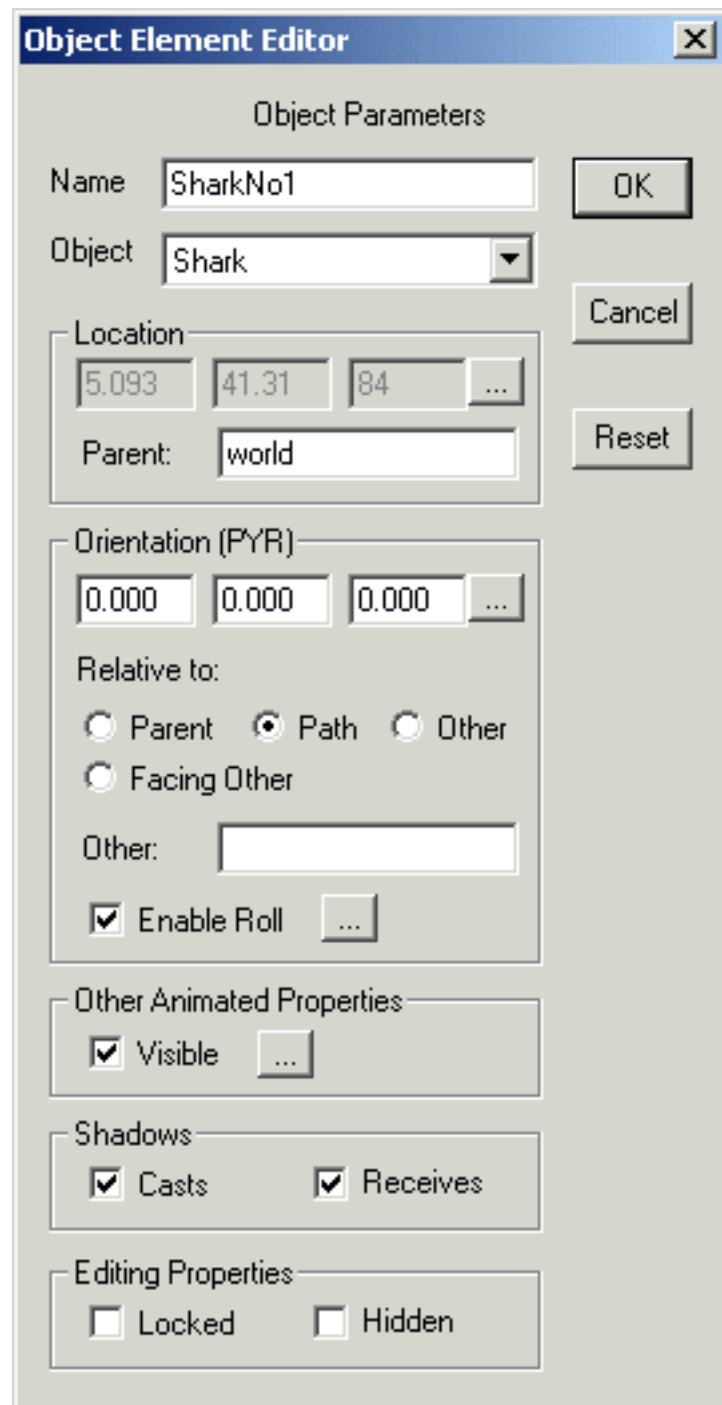 Object Element Editor
Object Parameters
Name SharkNo1 OK
Object Shark
Cancel
Location
5.093 41.31 84 ...
Parent: world Reset
Orientation (PYR)
0.000 0.000 0.000 ...
Relative to:
Parent Path Other
Facing Other
Other:
Enable Roll ...
Other Animated Properties
Visible ...
Shadows
Casts Receives
Editing Properties
Locked Hidden